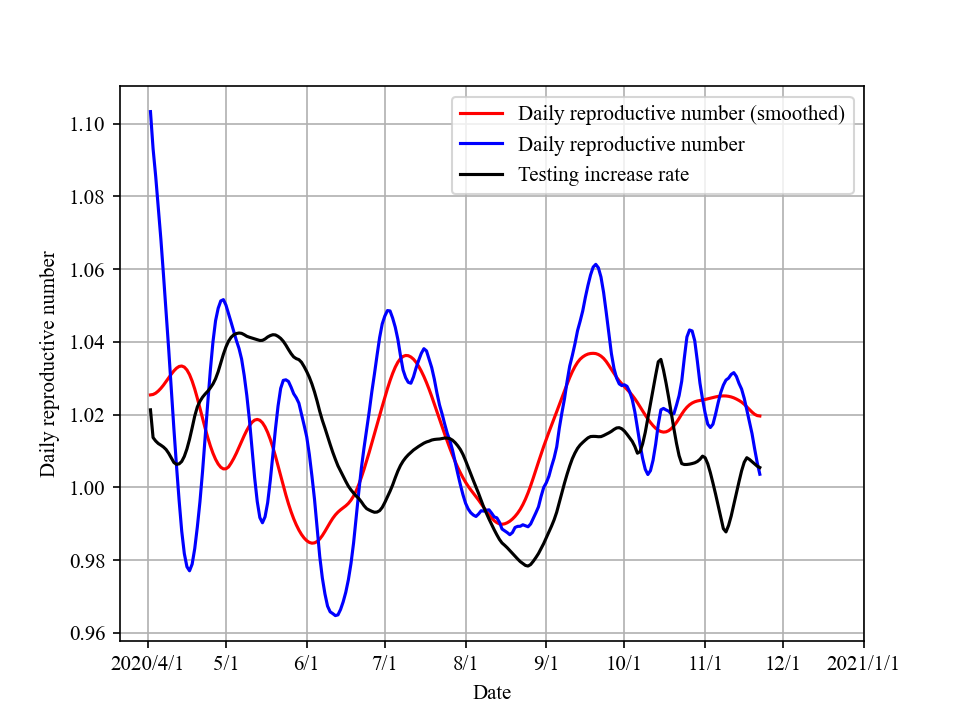 Daily reproductive number (smoothed)
Daily reproductive number
Testing increase rate
Daily reproductive number
1.10
1.08
1.06
1.04
1.02
1.00
0.98
0.96
2020/4/1 5/1 6/1 7/1 8/1 9/1 10/1 11/1 12/1 2021/1/1
Date